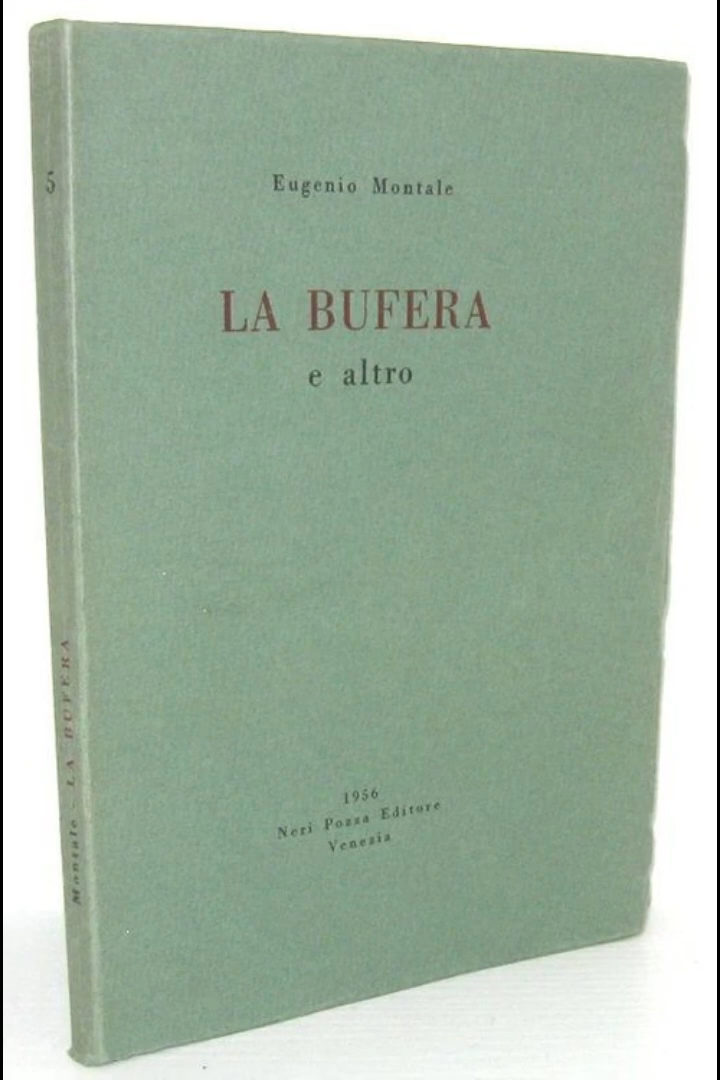 5
Montale - LA BUFERA
Eugenio Montale
LA BUFERA
e altro
1956
Neri Pozza Editore
Venezia